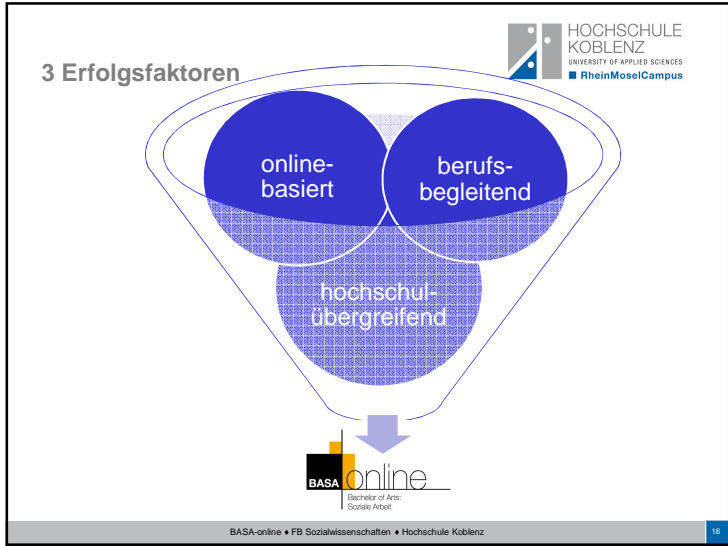 HOCHSCHULE
KOBLENZ
UNIVERSITY OF APPLIED SCIENCES
RheinMoselCampus
3 Erfolgsfaktoren
online-
basiert
berufs-
begleitend
hochschul-
übergreifend
BASA online
Bachelor of Arts:
Soziale Arbeit
BASA-online ♦ FB Sozialwissenschaften ♦ Hochschule Koblenz
16